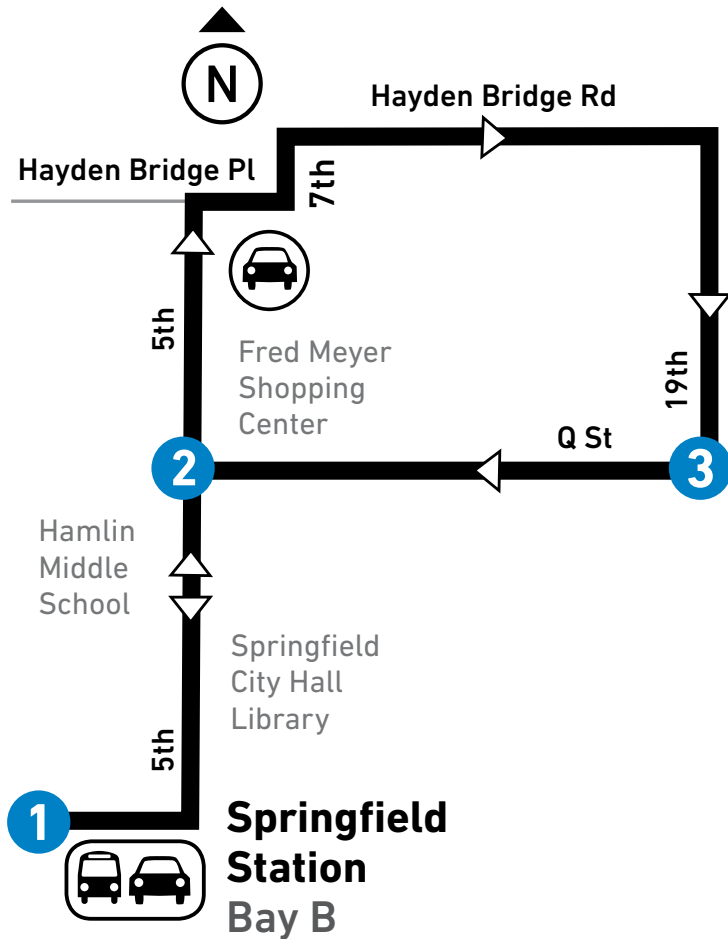 N
Hayden Bridge Rd
Hayden Bridge Pl
7th
5th
Fred Meyer
Shopping
Center
19th
Q St
2
3
Hamlin
Middle
School
Springfield
City Hall
Library
5th
1
Springfield
Station
Bay B